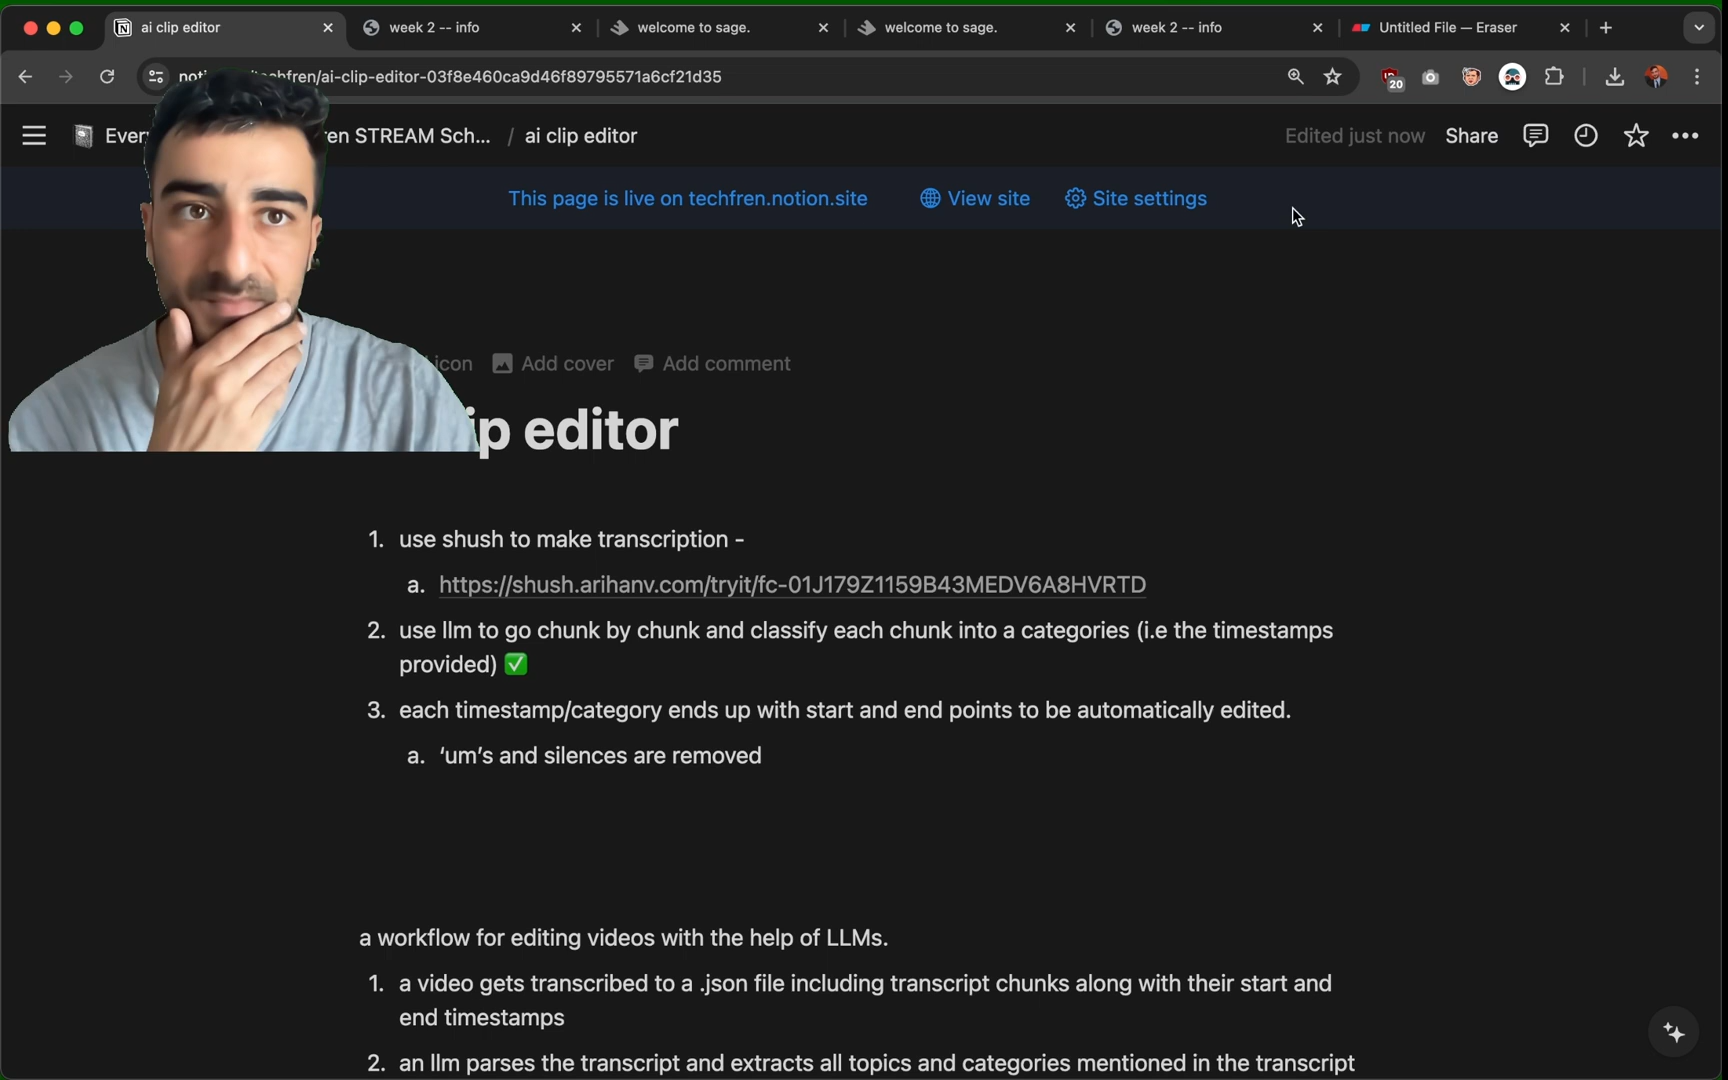 ai clip editor
week 2 -- info
welcome to sage.
welcome to sage.
week 2 -- info
Untitled File — Eraser
/ai-clip-editor-03f8e460ca9d46f89795571a6cf21d35
20
ren STREAM Sch... / ai clip editor
Edited just now
Share
This page is live on techfren.notion.site
View site
Site settings
icon
Add cover
Add comment
ip editor
1. use shush to make transcription -
a. https://shush.arihanv.com/tryit/fc-01J179Z1159B43MEDV6A8HVRTD
2. use llm to go chunk by chunk and classify each chunk into a categories (i.e the timestamps
provided) ✅
3. each timestamp/category ends up with start and end points to be automatically edited.
a. ‘um’s and silences are removed
a workflow for editing videos with the help of LLMs.
1. a video gets transcribed to a .json file including transcript chunks along with their start and
end timestamps
2. an llm parses the transcript and extracts all topics and categories mentioned in the transcript